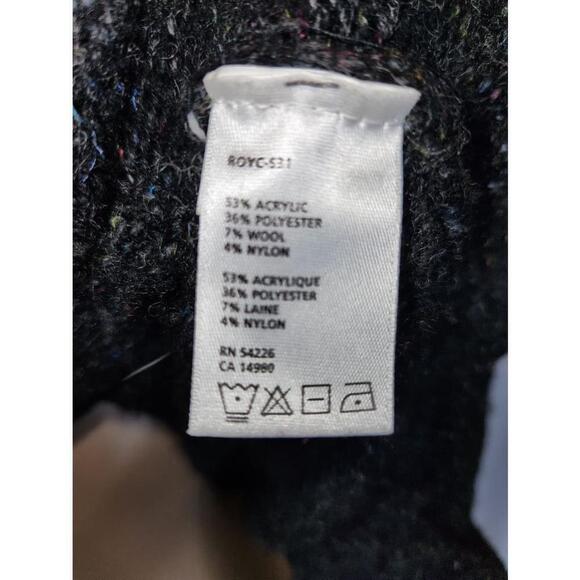 ROYC-531
53% ACRYLIC
36% POLYESTER
7% WOOL
4% NYLON
53% ACRYLIQUE
36% POLYESTER
7% LAINE
4% NYLON
RN 54226
CA 14980